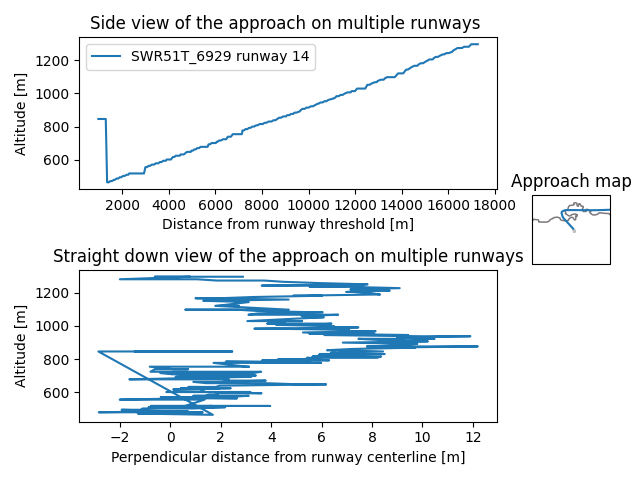 Side view of the approach on multiple runways
SWR51T_6929 runway 14
Altitude [m]
1200
1000
800
600
2000 4000 6000 8000 10000 12000 14000 16000 18000
Distance from runway threshold [m]
Approach map
Straight down view of the approach on multiple runways
Altitude [m]
1200
1000
800
600
−2 0 2 4 6 8 10 12
Perpendicular distance from runway centerline [m]